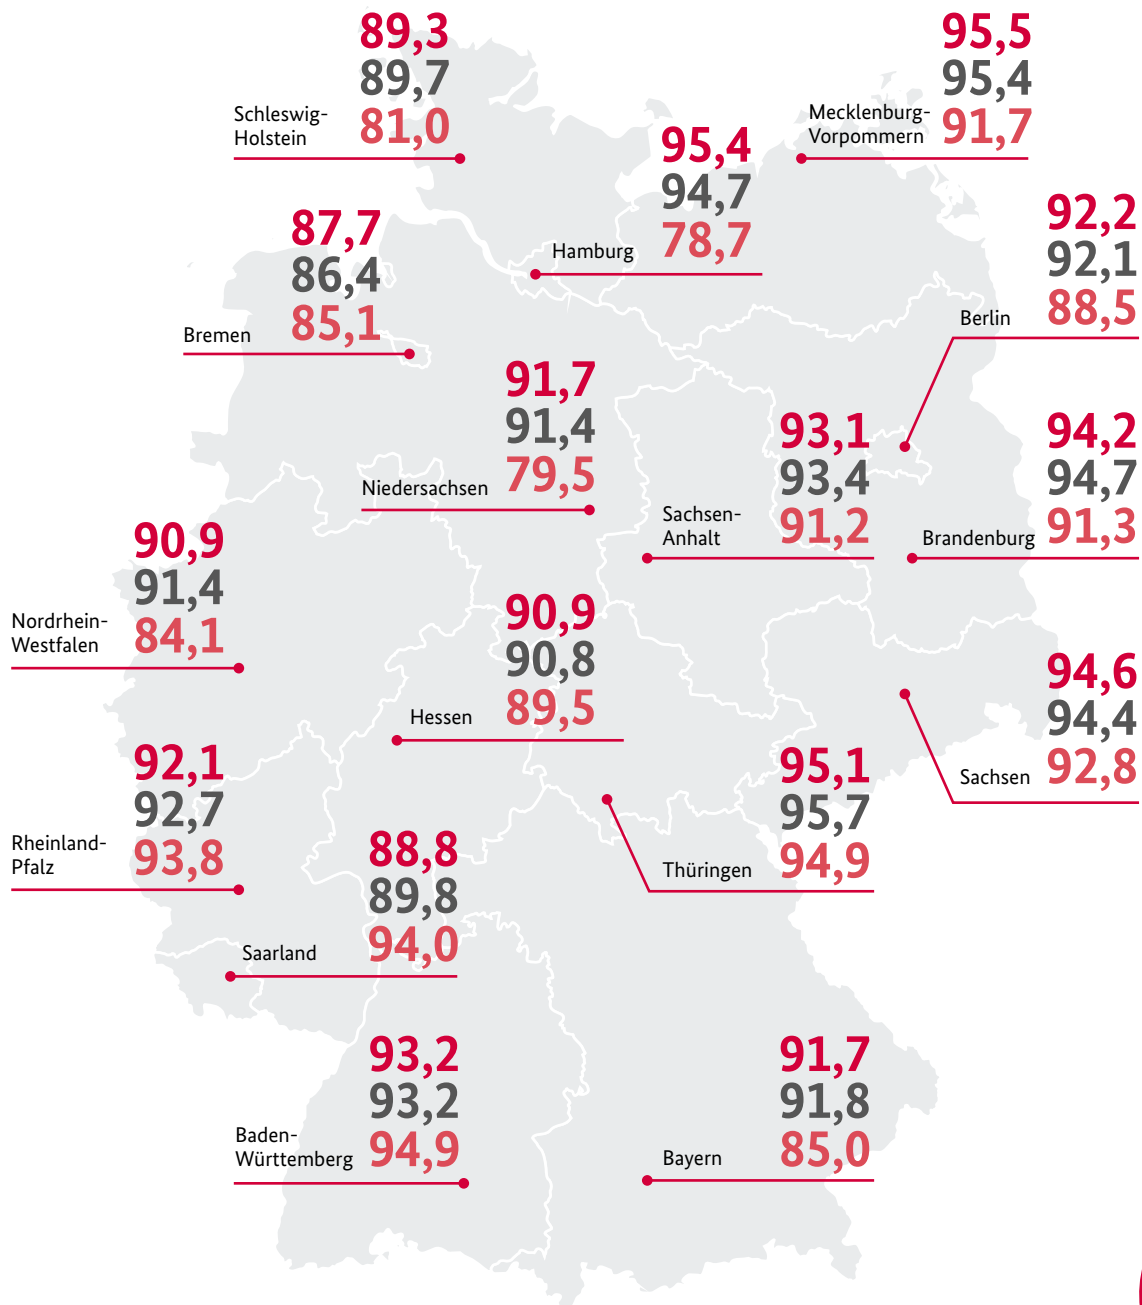 89,3
89,7
81,0
Schleswig-
Holstein
95,5
95,4
91,7
Mecklenburg-
Vorpommern
95,4
94,7
78,7
Hamburg
87,7
86,4
85,1
Bremen
92,2
92,1
88,5
Berlin
91,7
91,4
79,5
Niedersachsen
93,1
93,4
91,2
Sachsen-
Anhalt
94,2
94,7
91,3
Brandenburg
90,9
91,4
84,1
Nordrhein-
Westfalen
90,9
90,8
89,5
Hessen
94,6
94,4
92,8
Sachsen
92,1
92,7
93,8
Rheinland-
Pfalz
95,1
95,7
94,9
Thüringen
88,8
89,8
94,0
Saarland
93,2
93,2
94,9
Baden-
Württemberg
91,7
91,8
85,0
Bayern